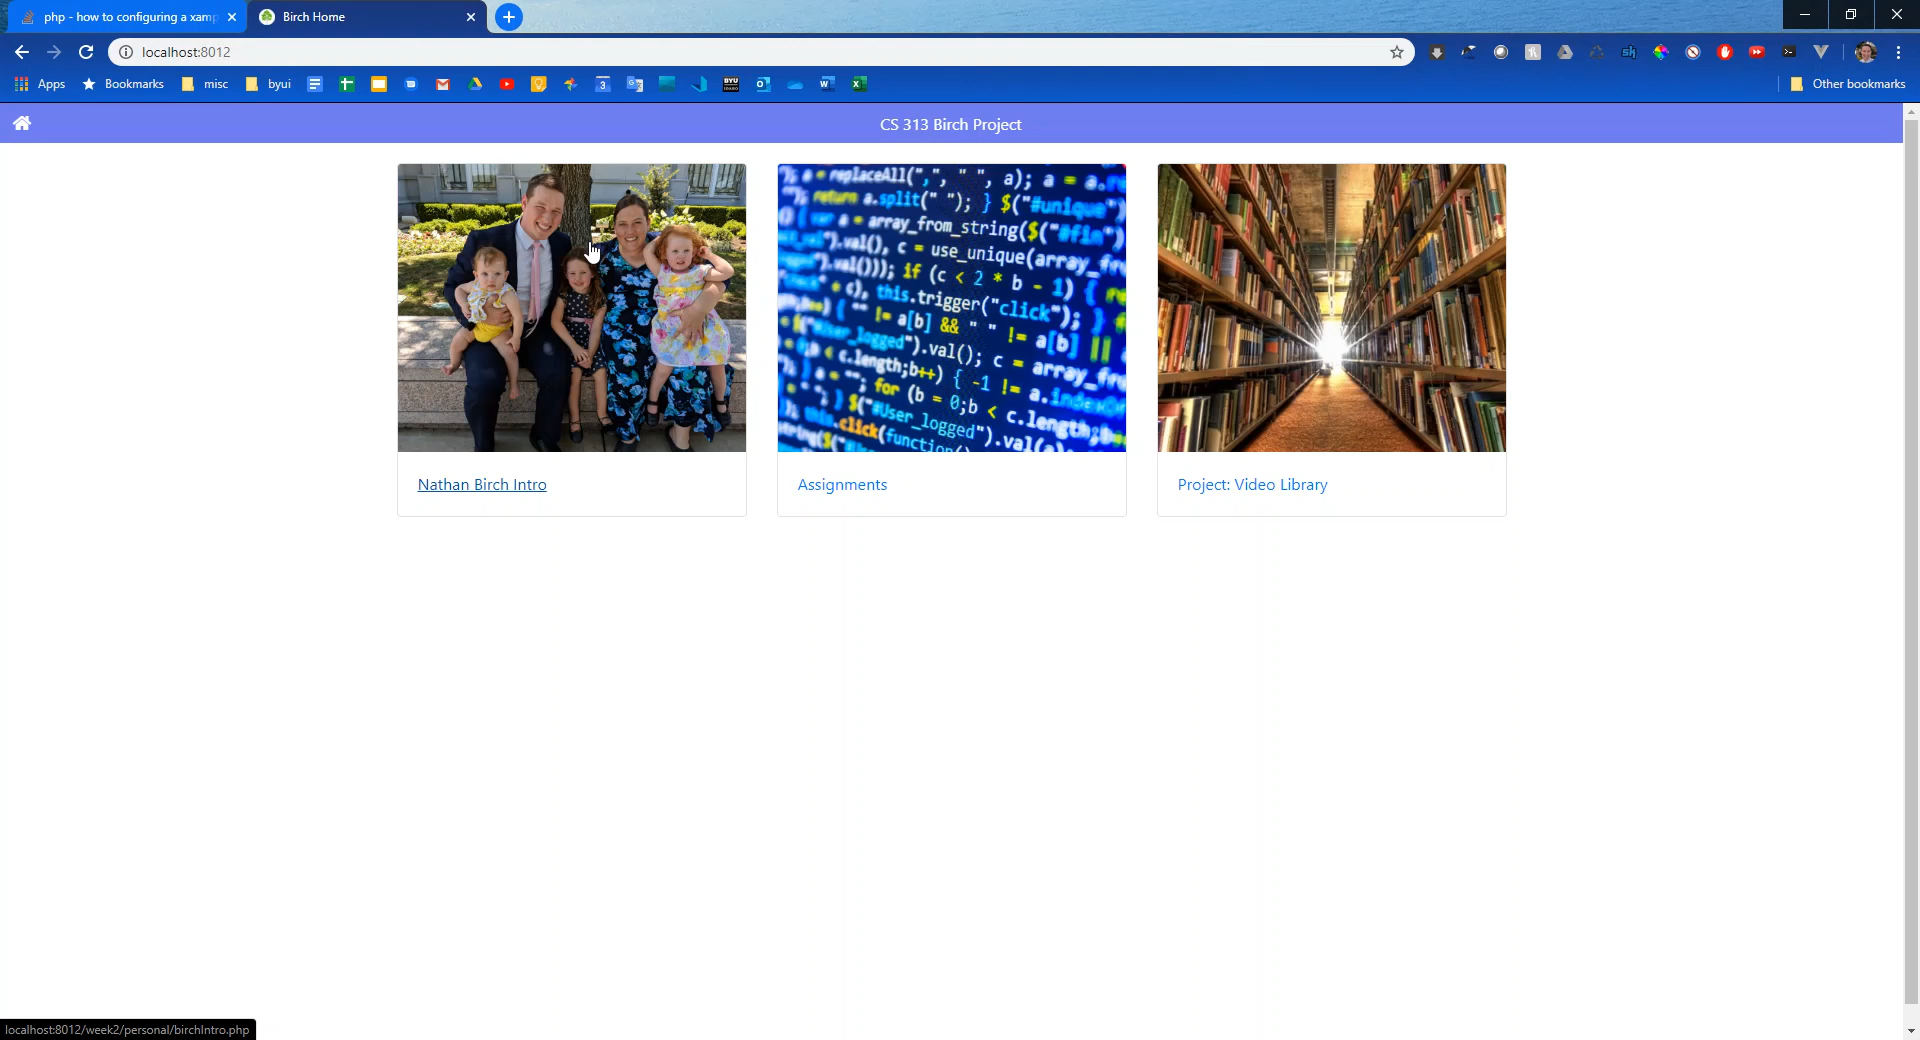 php - how to configuring a xamp
Birch Home
localhost:8012
Apps
Bookmarks
misc
byui
Other bookmarks
CS 313 Birch Project
); a = replaceAll(",", " ", a); a =
return a.split(" "); } $("#unique")
var a = array_from_string($("#fin")
.val(), c = use_unique(array_
.val())); if (c < 2 * b - 1) {
this.trigger("click");
"" != a[b] && " " != a[b] ||
User_logged").val(); c = array_
c.length;b++) { -1 != a.
for (b = 0;b < c.length;
$("#User_logged").val(a);
.click(function()
Nathan Birch Intro
Assignments
Project: Video Library
localhost:8012/week2/personal/birchIntro.php